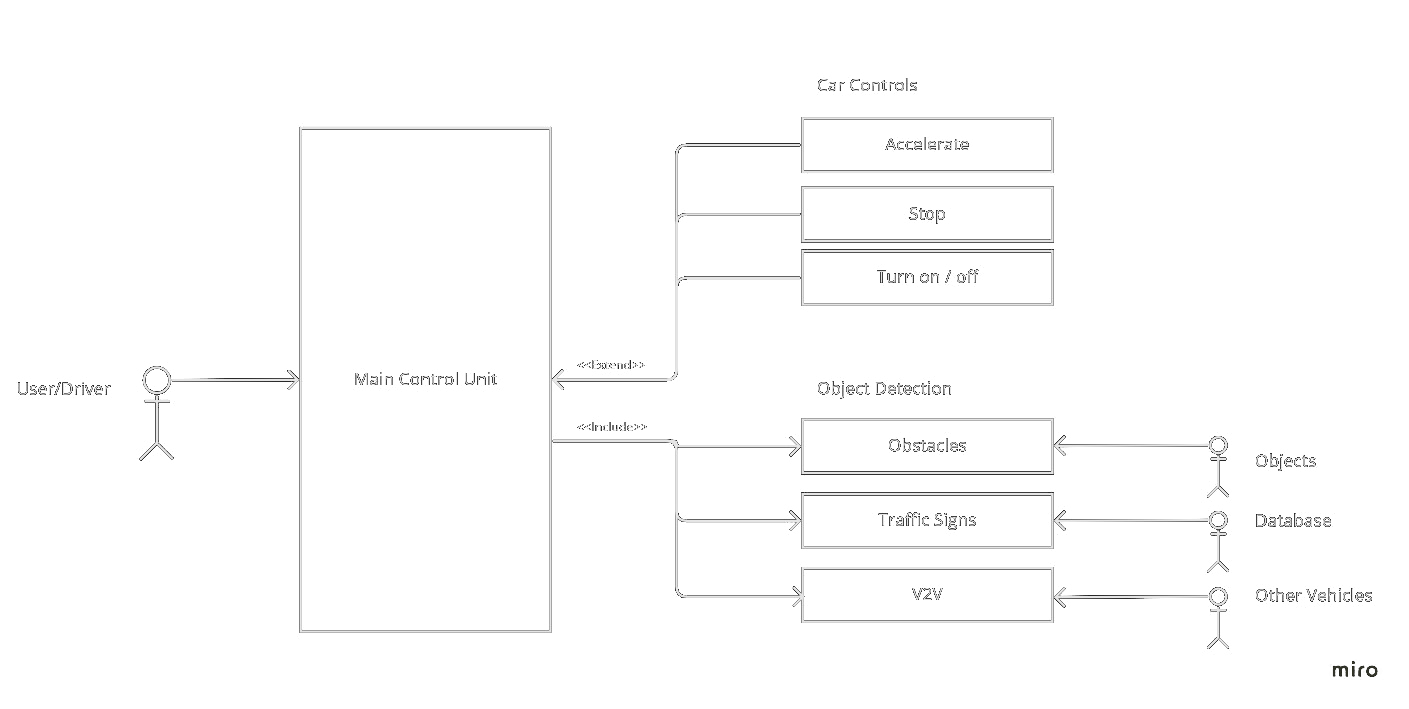 Car Controls
Accelerate
Stop
Turn on / off
<<Extend>>
Main Control Unit
User/Driver
Object Detection
<<Include>>
Obstacles
Objects
Traffic Signs
Database
V2V
Other Vehicles
miro